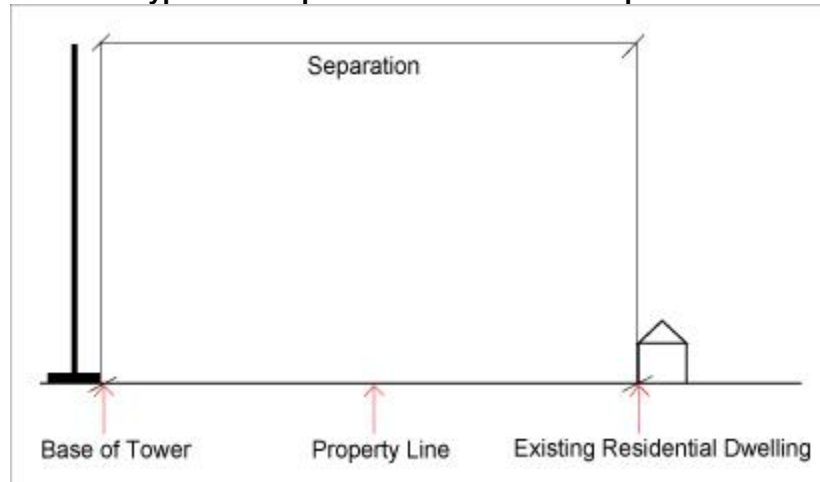 Separation
Base of Tower
Property Line
Existing Residential Dwelling